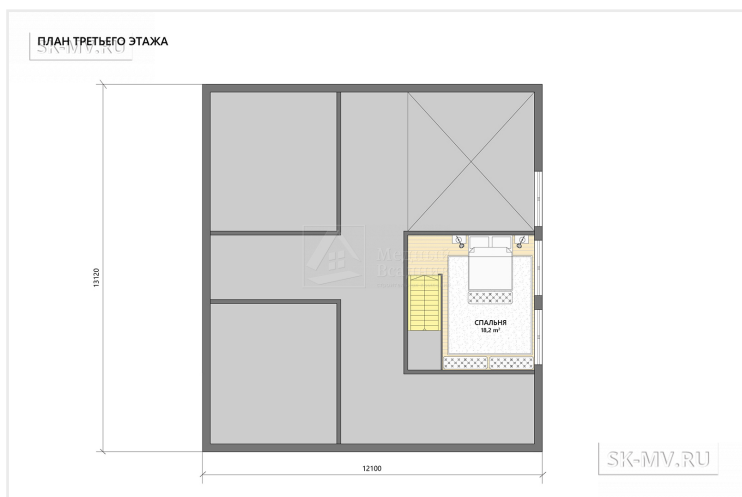 ПЛАН ТРЕТЬЕГО ЭТАЖА
SK-MV.RU
13120
СПАЛЬНЯ
18,2 m²
12100
SK-MV.RU